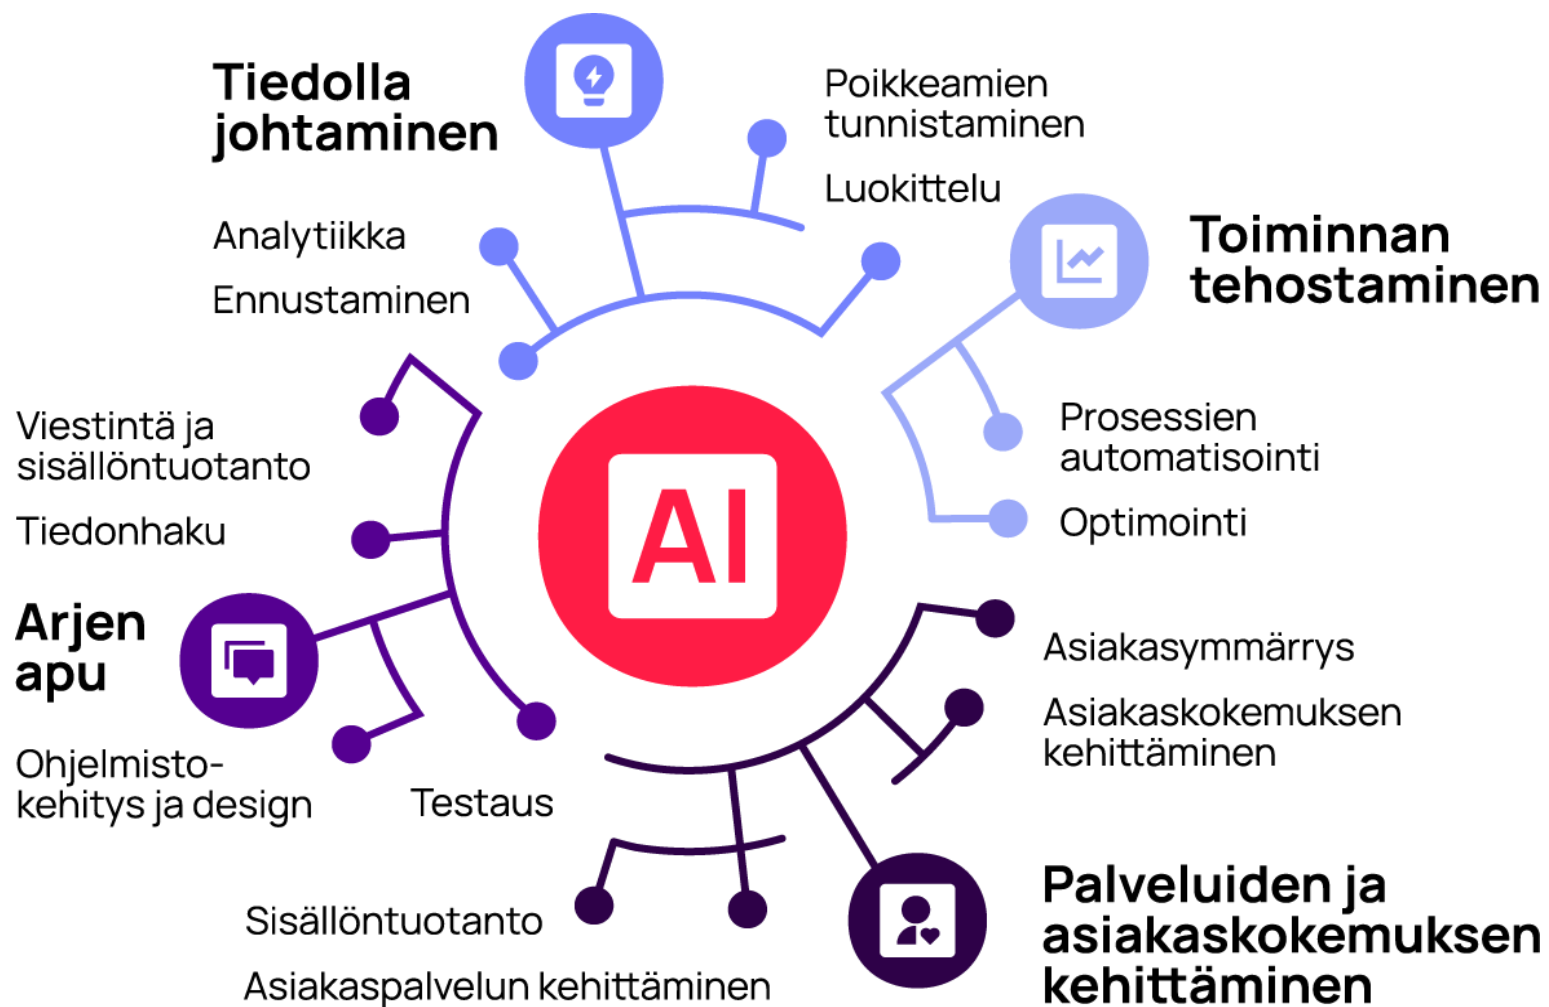 Tiedolla
johtaminen
Analytiikka
Ennustaminen
Poikkeamien
tunnistaminen
Luokittelu
Toiminnan
tehostaminen
Prosessien
automatisointi
Optimointi
Viestintä ja
sisällöntuotanto
Tiedonhaku
AI
Arjen
apu
Ohjelmisto-
kehitys ja design
Testaus
Asiakasymmärrys
Asiakaskokemuksen
kehittäminen
Sisällöntuotanto
Asiakaspalvelun kehittäminen
Palveluiden ja
asiakaskokemuksen
kehittäminen